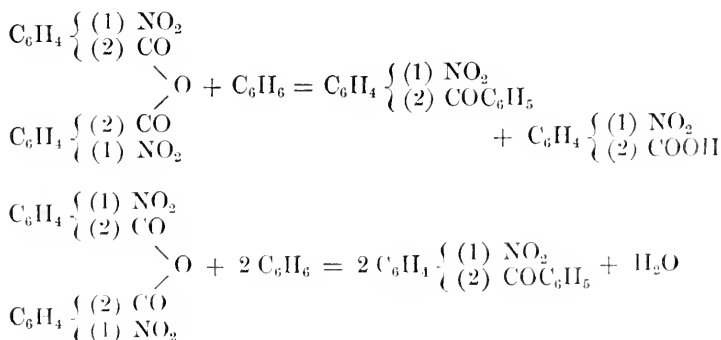 C₆H₄ { (1) NO₂
{ (2) CO
\ O + C₆H₆ = C₆H₄ { (1) NO₂
/ { (2) COC₆H₅
C₆H₄ { (2) CO
{ (1) NO₂ + C₆H₄ { (1) NO₂
{ (2) COOH
C₆H₄ { (1) NO₂
{ (2) CO
\ O + 2 C₆H₆ = 2 C₆H₄ { (1) NO₂
/ { (2) COC₆H₅ + H₂O
C₆H₄ { (2) CO
{ (1) NO₂